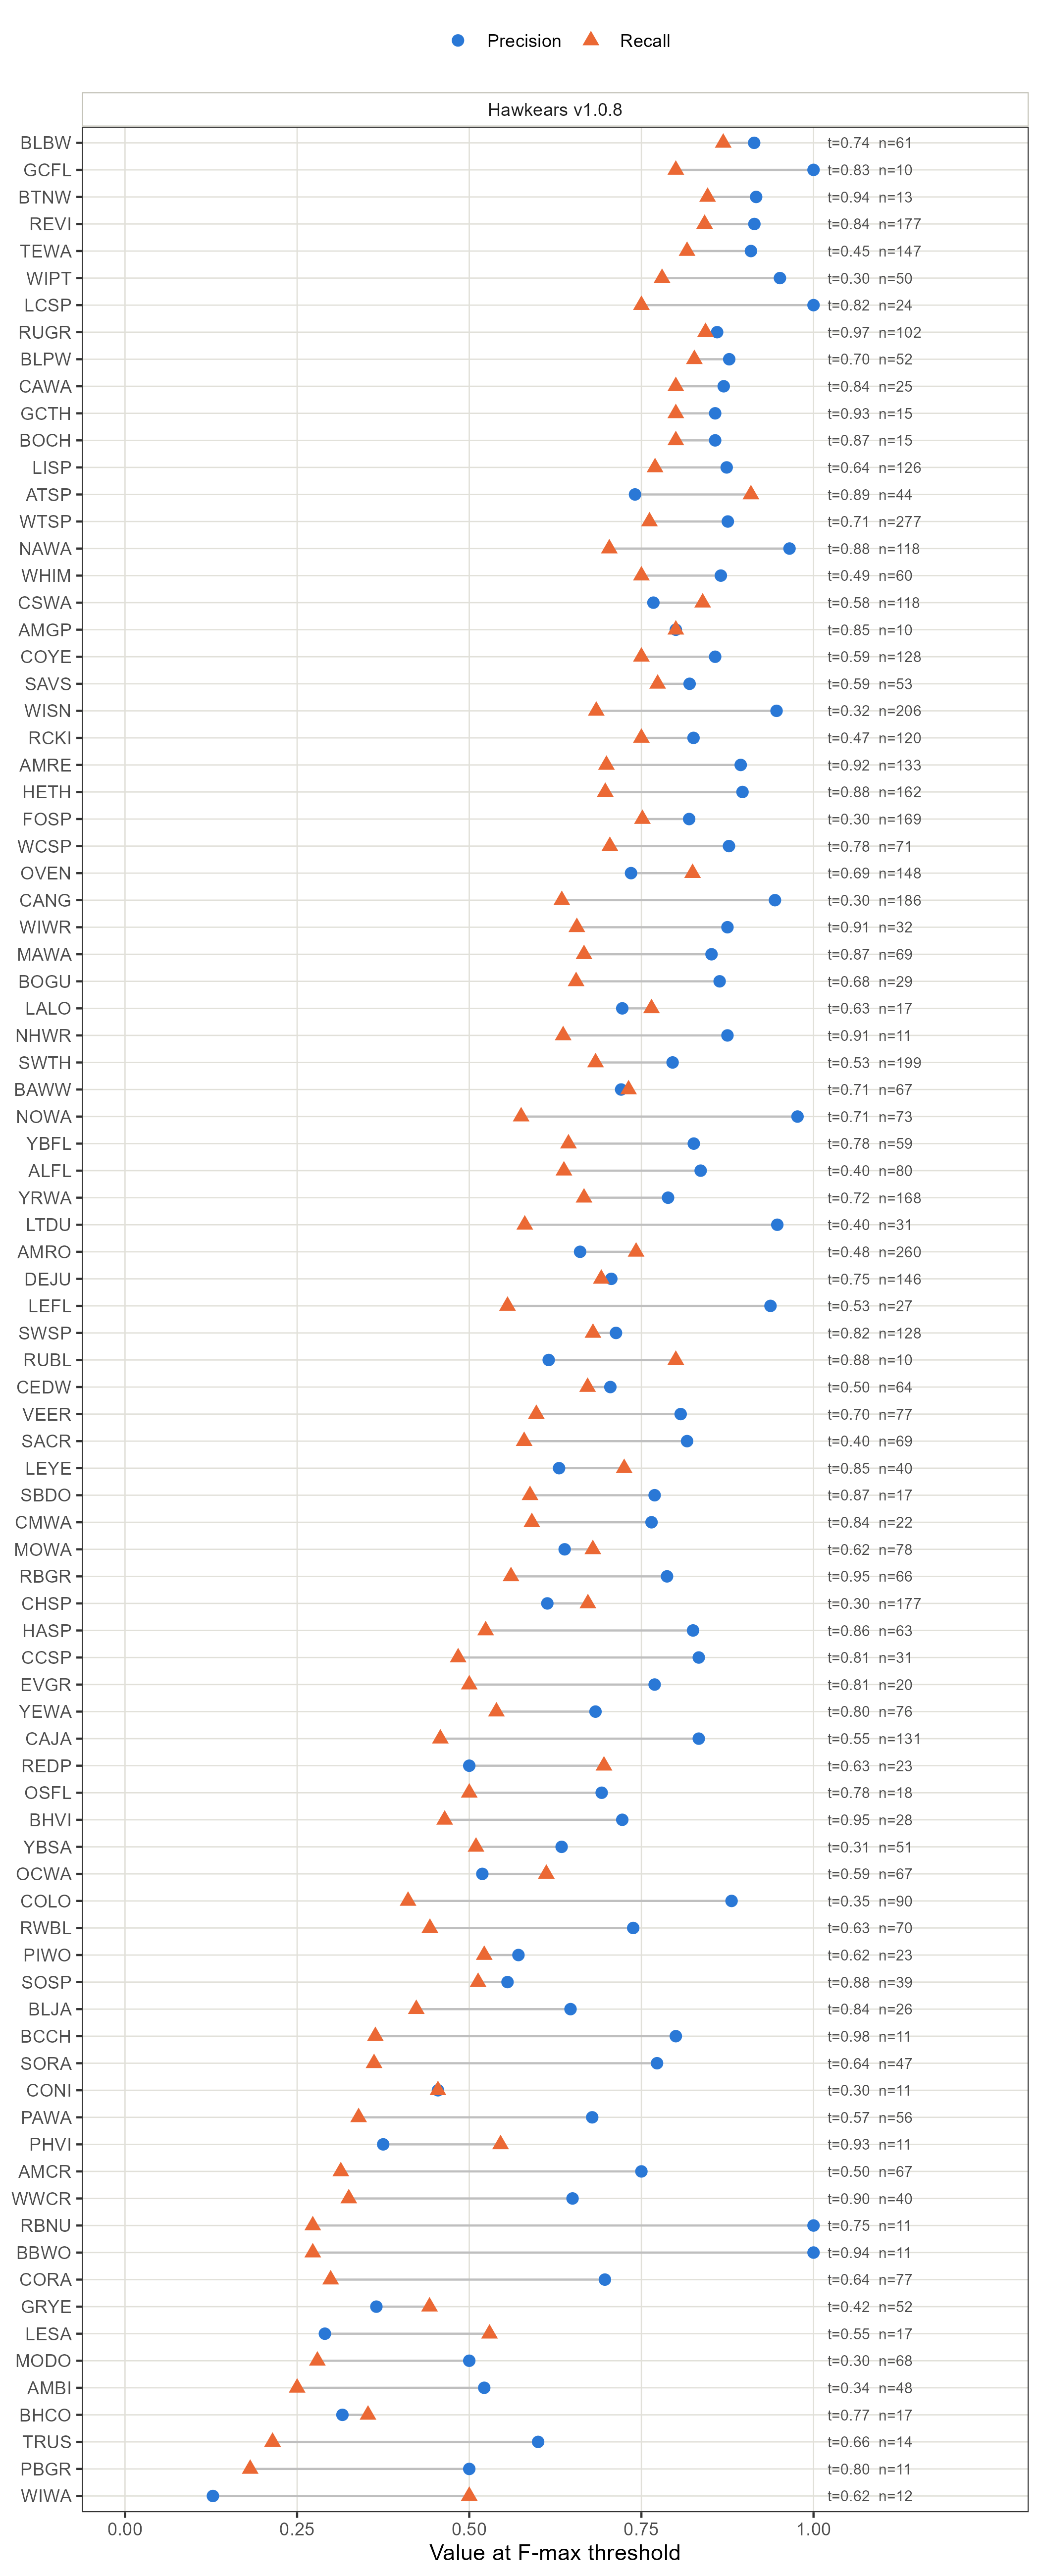 Precision Recall
Hawkears v1.0.8
BLBW t=0.74 n=61
GCFL t=0.83 n=10
BTNW t=0.94 n=13
REVI t=0.84 n=177
TEWA t=0.45 n=147
WIPT t=0.30 n=50
LCSP t=0.82 n=24
RUGR t=0.97 n=102
BLPW t=0.70 n=52
CAWA t=0.84 n=25
GCTH t=0.93 n=15
BOCH t=0.87 n=15
LISP t=0.64 n=126
ATSP t=0.89 n=44
WTSP t=0.71 n=277
NAWA t=0.88 n=118
WHIM t=0.49 n=60
CSWA t=0.58 n=118
AMGP t=0.85 n=10
COYE t=0.59 n=128
SAVS t=0.59 n=53
WISN t=0.32 n=206
RCKI t=0.47 n=120
AMRE t=0.92 n=133
HETH t=0.88 n=162
FOSP t=0.30 n=169
WCSP t=0.78 n=71
OVEN t=0.69 n=148
CANG t=0.30 n=186
WIWR t=0.91 n=32
MAWA t=0.87 n=69
BOGU t=0.68 n=29
LALO t=0.63 n=17
NHWR t=0.91 n=11
SWTH t=0.53 n=199
BAWW t=0.71 n=67
NOWA t=0.71 n=73
YBFL t=0.78 n=59
ALFL t=0.40 n=80
YRWA t=0.72 n=168
LTDU t=0.40 n=31
AMRO t=0.48 n=260
DEJU t=0.75 n=146
LEFL t=0.53 n=27
SWSP t=0.82 n=128
RUBL t=0.88 n=10
CEDW t=0.50 n=64
VEER t=0.70 n=77
SACR t=0.40 n=69
LEYE t=0.85 n=40
SBDO t=0.87 n=17
CMWA t=0.84 n=22
MOWA t=0.62 n=78
RBGR t=0.95 n=66
CHSP t=0.30 n=177
HASP t=0.86 n=63
CCSP t=0.81 n=31
EVGR t=0.81 n=20
YEWA t=0.80 n=76
CAJA t=0.55 n=131
REDP t=0.63 n=23
OSFL t=0.78 n=18
BHVI t=0.95 n=28
YBSA t=0.31 n=51
OCWA t=0.59 n=67
COLO t=0.35 n=90
RWBL t=0.63 n=70
PIWO t=0.62 n=23
SOSP t=0.88 n=39
BLJA t=0.84 n=26
BCCH t=0.98 n=11
SORA t=0.64 n=47
CONI t=0.30 n=11
PAWA t=0.57 n=56
PHVI t=0.93 n=11
AMCR t=0.50 n=67
WWCR t=0.90 n=40
RBNU t=0.75 n=11
BBWO t=0.94 n=11
CORA t=0.64 n=77
GRYE t=0.42 n=52
LESA t=0.55 n=17
MODO t=0.30 n=68
AMBI t=0.34 n=48
BHCO t=0.77 n=17
TRUS t=0.66 n=14
PBGR t=0.80 n=11
WIWA t=0.62 n=12
0.00 0.25 0.50 0.75 1.00
Value at F-max threshold